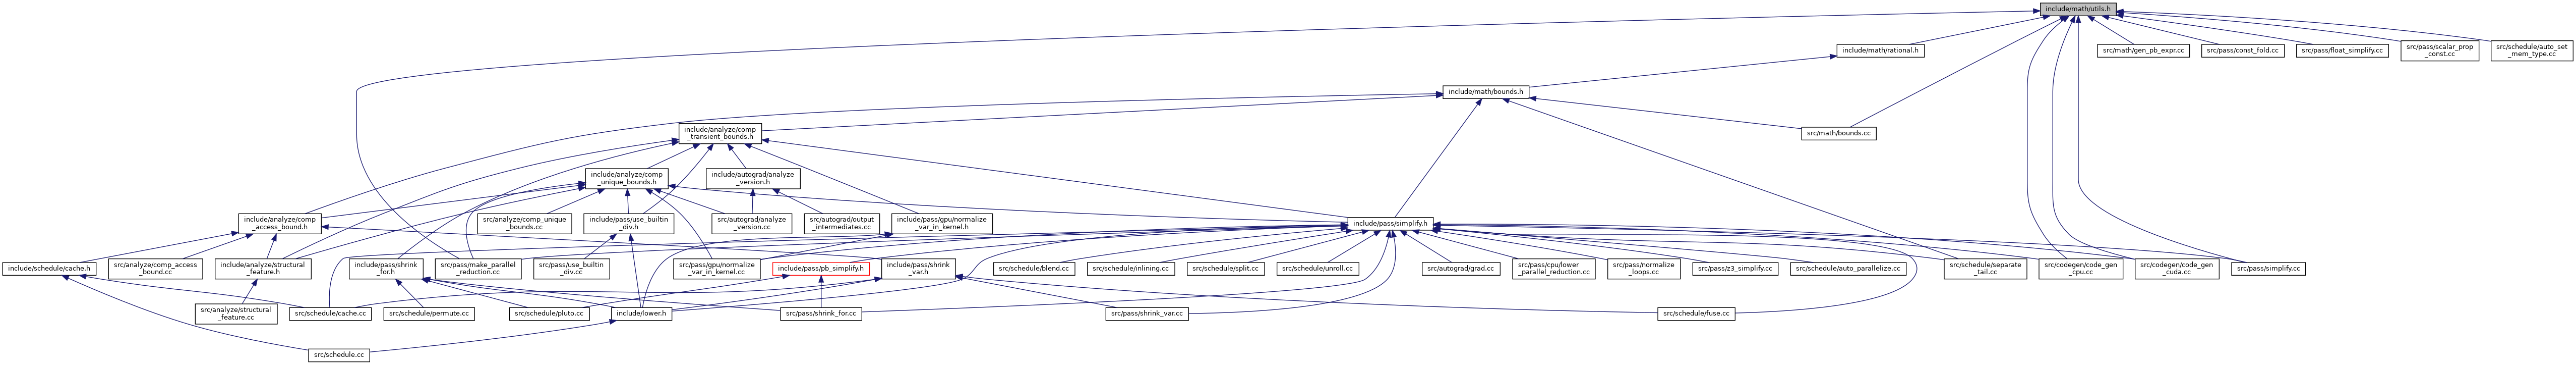 include/math/utils.h
include/math/rational.h
src/math/gen_pb_expr.cc
src/pass/const_fold.cc
src/pass/float_simplify.cc
src/pass/scalar_prop
_const.cc
src/schedule/auto_set
_mem_type.cc
include/math/bounds.h
include/analyze/comp
_transient_bounds.h
src/math/bounds.cc
include/analyze/comp
_unique_bounds.h
include/autograd/analyze
_version.h
include/analyze/comp
_access_bound.h
src/analyze/comp_unique
_bounds.cc
include/pass/use_builtin
_div.h
src/autograd/analyze
_version.cc
src/autograd/output
_intermediates.cc
include/pass/gpu/normalize
_var_in_kernel.h
include/pass/simplify.h
include/schedule/cache.h
src/analyze/comp_access
_bound.cc
include/analyze/structural
_feature.h
include/pass/shrink
_for.h
src/pass/make_parallel
_reduction.cc
src/pass/use_builtin
_div.cc
src/pass/gpu/normalize
_var_in_kernel.cc
include/pass/pb_simplify.h
include/pass/shrink
_var.h
src/schedule/blend.cc
src/schedule/inlining.cc
src/schedule/split.cc
src/schedule/unroll.cc
src/autograd/grad.cc
src/pass/cpu/lower
_parallel_reduction.cc
src/pass/normalize
_loops.cc
src/pass/z3_simplify.cc
src/schedule/auto_parallelize.cc
src/schedule/separate
_tail.cc
src/codegen/code_gen
_cpu.cc
src/codegen/code_gen
_cuda.cc
src/pass/simplify.cc
src/analyze/structural
_feature.cc
src/schedule/cache.cc
src/schedule/permute.cc
src/schedule/pluto.cc
include/lower.h
src/pass/shrink_for.cc
src/pass/shrink_var.cc
src/schedule/fuse.cc
src/schedule.cc